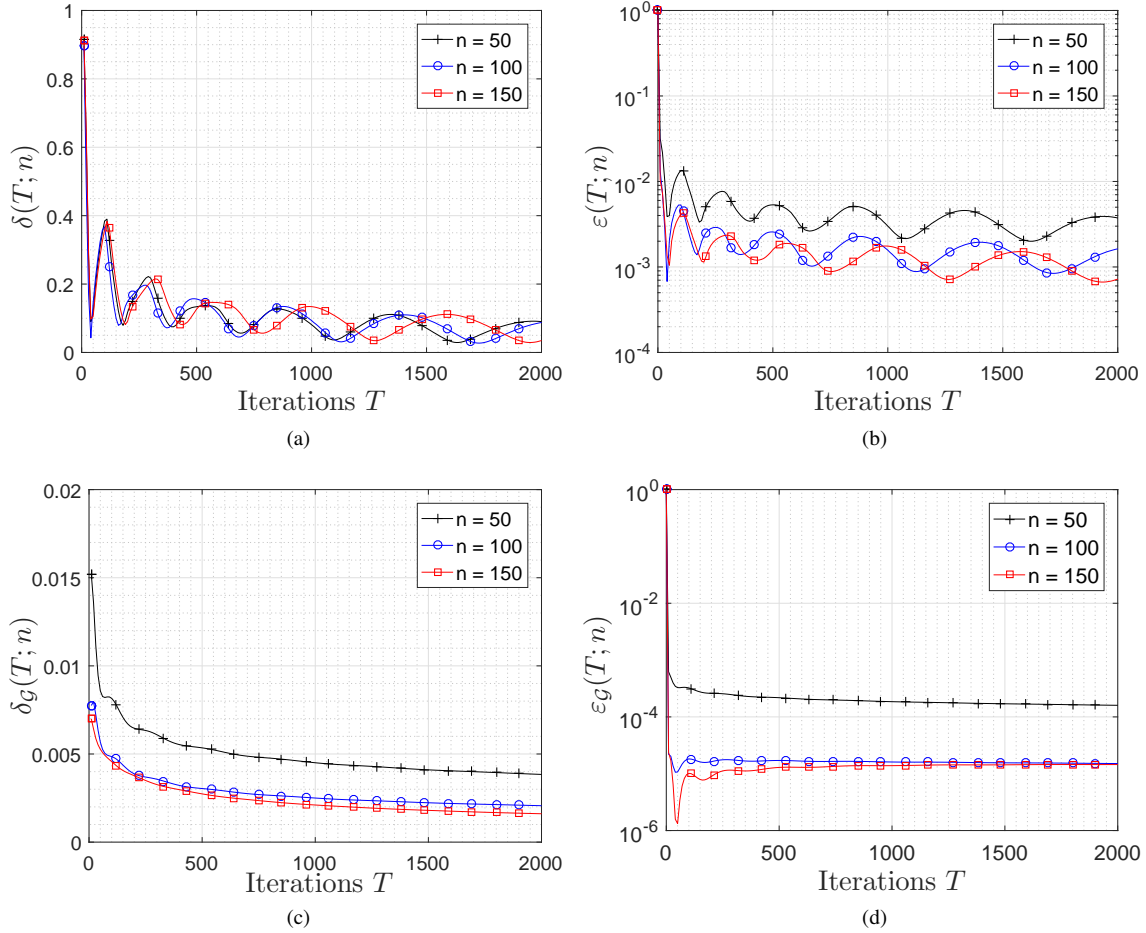 1
0.8
0.6
0.4
0.2
0
0
500
1000
1500
2000
δ(T; n)
Iterations T
n = 50
n = 100
n = 150
(a)
10^0
10^-1
10^-2
10^-3
10^-4
0
500
1000
1500
2000
ε(T; n)
Iterations T
n = 50
n = 100
n = 150
(b)
0.02
0.015
0.01
0.005
0
0
500
1000
1500
2000
δ_𝒢(T; n)
Iterations T
n = 50
n = 100
n = 150
(c)
10^0
10^-2
10^-4
10^-6
0
500
1000
1500
2000
ε_𝒢(T; n)
Iterations T
n = 50
n = 100
n = 150
(d)